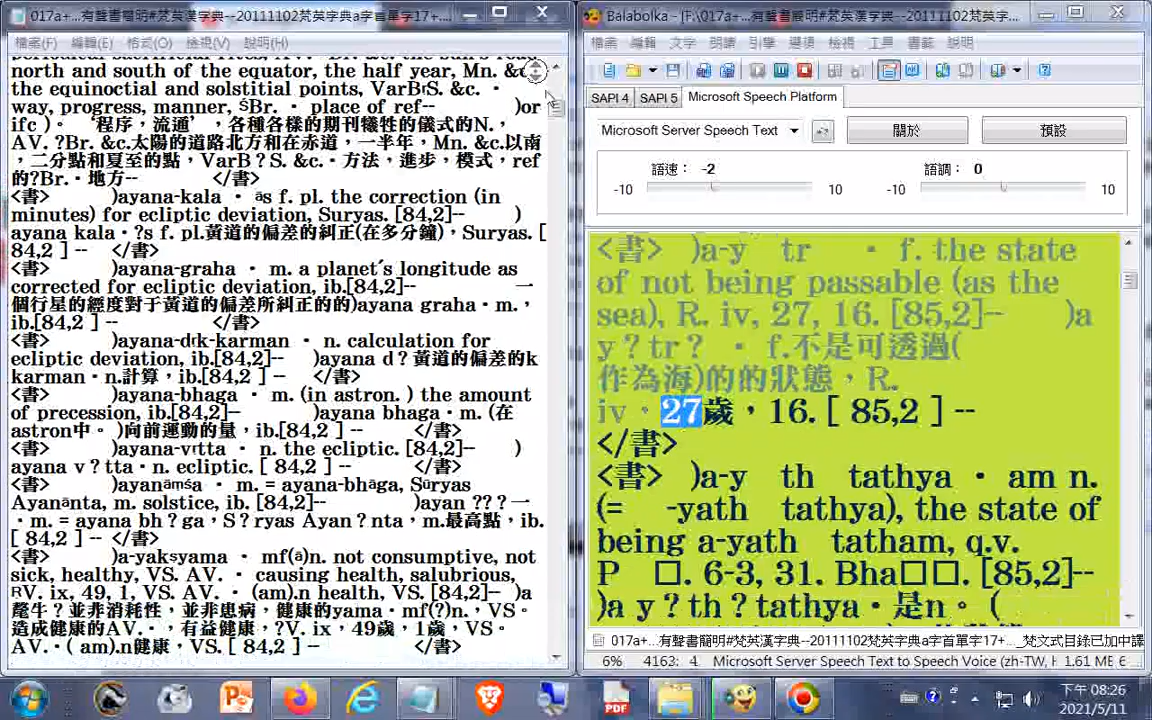 017a+...有聲書簡明#梵英漢字典--20111102梵英字典a字首單字17+...
檔案(F) 編輯(E) 格式(O) 檢視(V) 說明(H)
north and south of the equator, the half year, Mn. &c
the equinoctial and solstitial points, VarBṛS. &c. •
way, progress, manner, ŚBr. • place of ref-- )or
ifc ). ‘程序，流通’，各種各樣的期刊犧牲的儀式的N.，
AV. ?Br. &c.太陽的道路北方和在赤道，一半年，Mn. &c.以南
，二分點和夏至的點，VarB ? S. &c.• 方法，進步，模式，ref
的?Br.•地方-- </書>
<書> )ayana-kala • ās f. pl. the correction (in
minutes) for ecliptic deviation, Suryas. [84,2]-- )
ayana kala • ?s f. pl.黃道的偏差的糾正(在多分鐘)，Suryas. [
84,2 ] -- </書>
<書> )ayana-graha • m. a planet's longitude as
corrected for ecliptic deviation, ib.[84,2]-- 一
個行星的經度對于黃道的偏差所糾正的的)ayana graha • m.，
ib.[84,2 ] </書>
<書> )ayana-dṛk-karman • n. calculation for
ecliptic deviation, ib.[84,2]-- )ayana d ? 黃道的偏差的k
karman • n.計算，ib.[84,2 ] -- </書>
<書> )ayana-bhaga • m. (in astron. ) the amount
of precession, ib.[84,2]-- )ayana bhaga • m. (在
astron中。 )向前運動的量，ib.[84,2 ] -- </書>
<書> )ayana-vṛtta • n. the ecliptic. [84,2]-- )
ayana v ? tta • n. ecliptic. [ 84,2 ] </書>
<書> )ayanāṃśa • m. = ayana-bhāga, Sūryas
Ayanānta, m. solstice, ib. [84,2]-- )ayan ???一
• m. = ayana bh ? ga，S ? ryas Ayan ? nta，m.最高點，ib.
[ 84,2 ] -- </書>
<書> )a-yakṣyama • mf(ā)n. not consumptive, not
sick, healthy, VS. AV. • causing health, salubrious,
RV. ix, 49, 1, VS. AV. • (am).n health, VS. [84,2]-- )a
犛牛? 並非消耗性，並非患病，健康的yama • mf(?)n.，VS。
造成健康的AV.•，有益健康，?V. ix，49歲，1歲，VS。
AV.•( am).n健康，VS. [ 84,2 ] -- </書>
Balabolka - [F:\017a+...有聲書簡明#梵英漢字典--20111102梵英字...
檔案 編輯 文字 朗讀 引擎 選項 檢視 工具 書籤 說明
SAPI 4 SAPI 5 Microsoft Speech Platform
Microsoft Server Speech Text 關於 預設
語速： -2 語調： 0
-10 10 -10 10
<書> )a-y tr • f. the state
of not being passable (as the
sea), R. iv, 27, 16. [85,2]-- )a
y ? tr ? • f.不是可透過(
作為海)的的狀態，R.
iv，27歲，16. [ 85,2 ] --
</書>
<書> )a-y th tathya • am n.
(= -yath tathya), the state of
being a-yath tatham, q.v.
P □. 6-3, 31. Bha□□. [85,2]--
)a y ? th ? tathya • 是n。 (
017a+...有聲書簡明#梵英漢字典--20111102梵英字典a字首單字17+..._梵文式目錄已加中譯
6% 4163: 4 Microsoft Server Speech Text to Speech Voice (zh-TW, H 1.61 MB
下午 08:26
2021/5/11